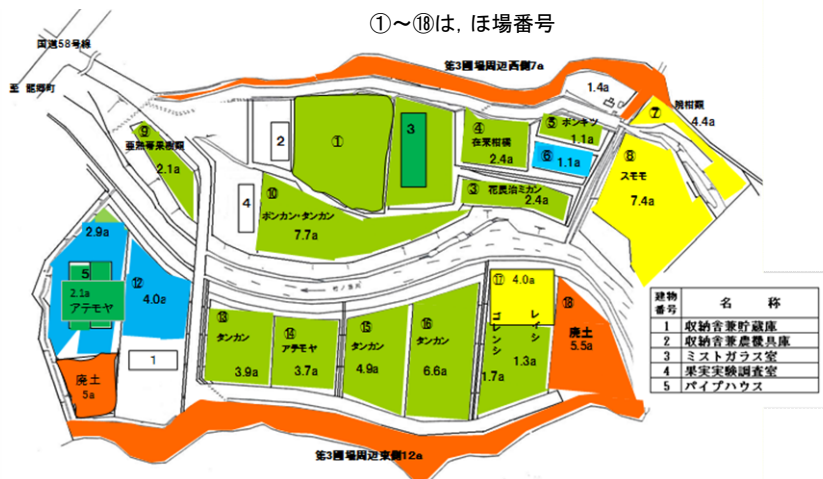 ①～⑱は，ほ場番号
国道58号線
至 龍郷町
第3圃場周辺西側7a
1.4a
⑦
腕柑類
4.4a
⑨
亜熱帯果樹類
2.1a
2
①
3
④
在来柑橘
2.4a
⑤ ポンキツ
1.1a
⑥ 1.1a
⑧
スモモ
7.4a
③ 花良治ミカン
2.4a
4
⑩
ポンカン・タンカン
7.7a
2.9a
5
2.1a
アテモヤ
⑫
4.0a
廃土
5a
1
⑬
タンカン
3.9a
⑭
アテモヤ
3.7a
⑮
タンカン
4.9a
⑯
タンカン
6.6a
⑪ 4.0a
ゴレンシ
1.7a
レイシ
1.3a
⑱
廃土
5.5a
第3圃場周辺東側12a
建物番号 名 称
1 収納舎兼貯蔵庫
2 収納舎兼農機具庫
3 ミストガラス室
4 果実実験調査室
5 パイプハウス